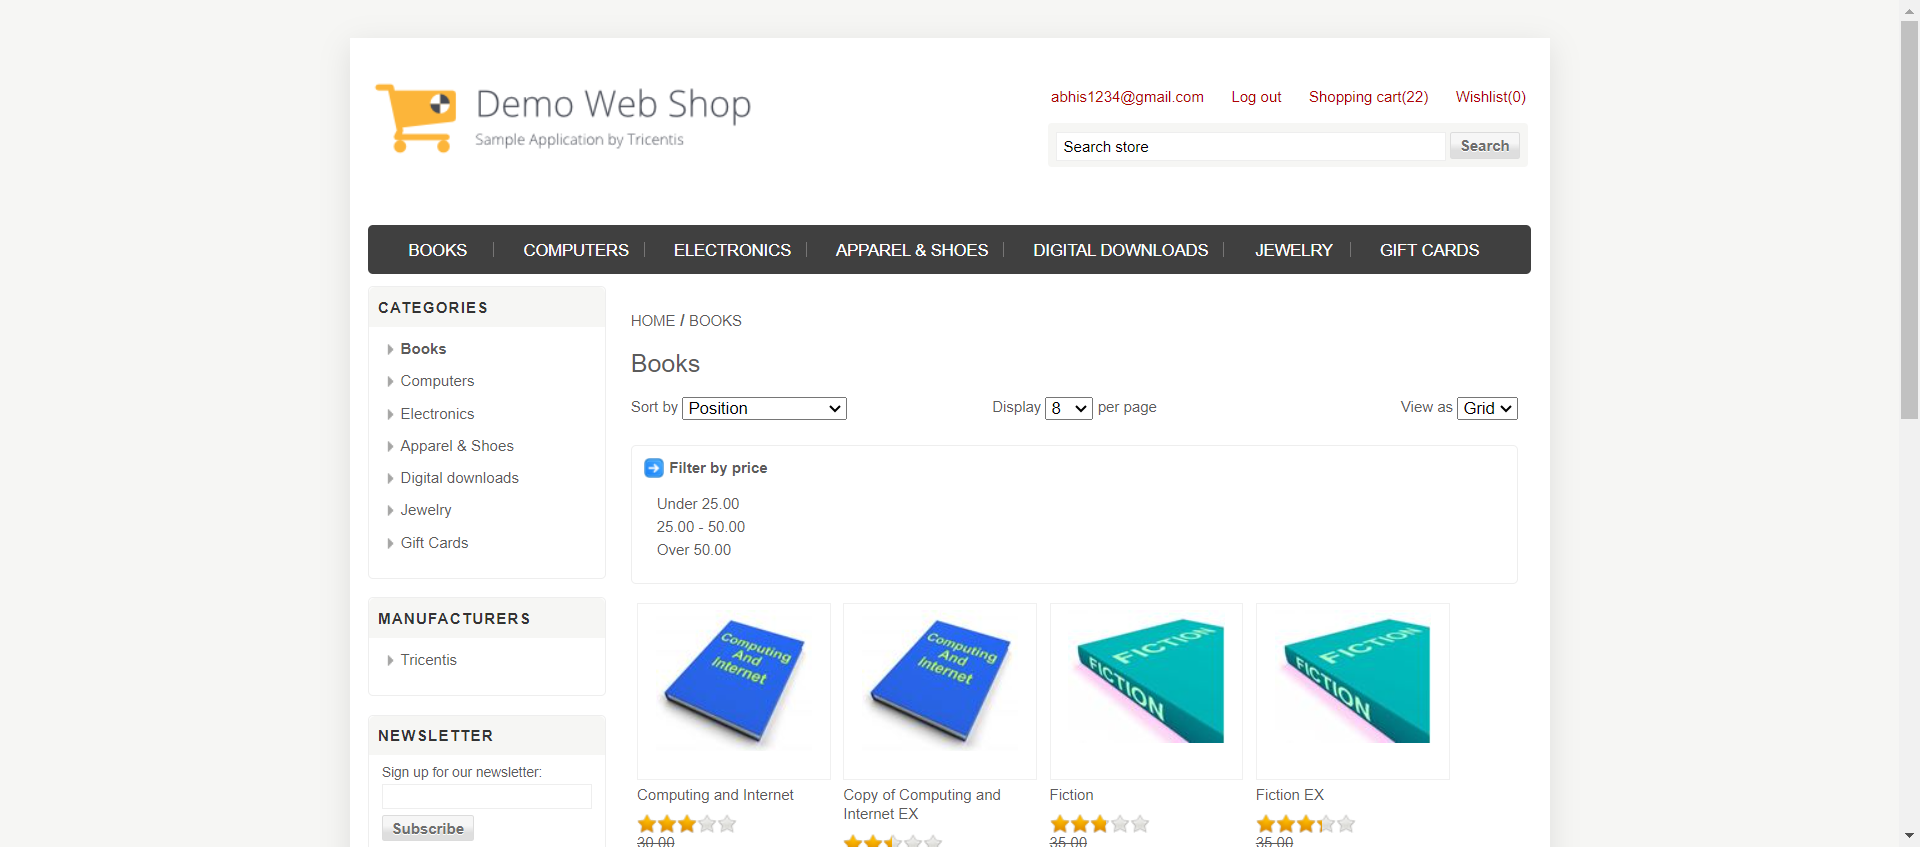 Demo Web Shop
Sample Application by Tricentis
abhis1234@gmail.com Log out Shopping cart(22) Wishlist(0)
Search store Search
BOOKS COMPUTERS ELECTRONICS APPAREL & SHOES DIGITAL DOWNLOADS JEWELRY GIFT CARDS
CATEGORIES
Books
Computers
Electronics
Apparel & Shoes
Digital downloads
Jewelry
Gift Cards
MANUFACTURERS
Tricentis
NEWSLETTER
Sign up for our newsletter:
Subscribe
HOME / BOOKS
Books
Sort by Position Display 8 per page View as Grid
Filter by price
Under 25.00
25.00 - 50.00
Over 50.00
Computing
And
Internet
Computing
And
Internet
FICTION
FICTION
FICTION
FICTION
Computing and Internet
30.00
Copy of Computing and
Internet EX
Fiction
35.00
Fiction EX
35.00